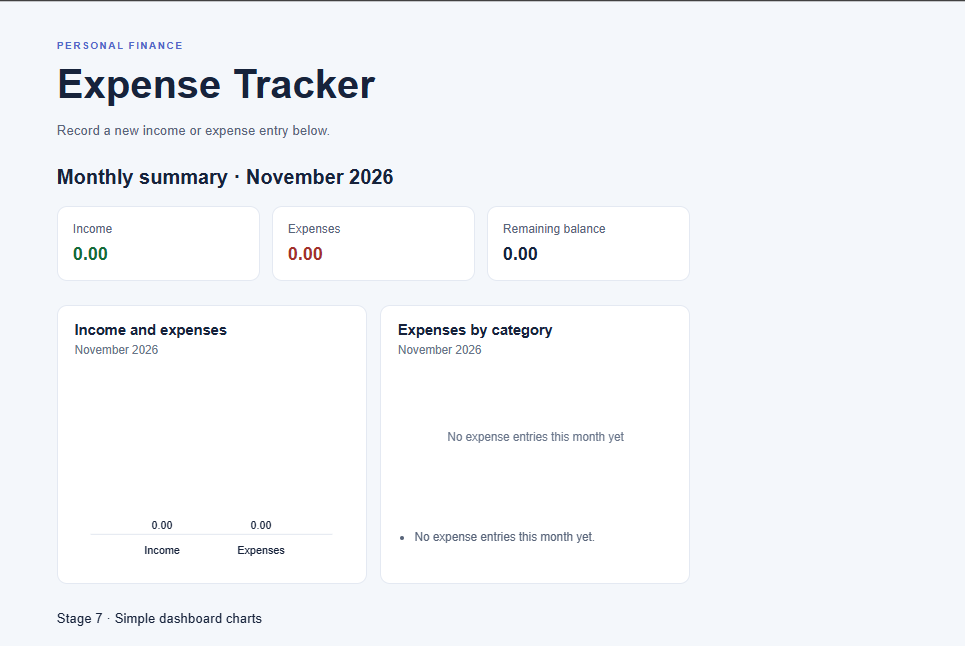 PERSONAL FINANCE
Expense Tracker
Record a new income or expense entry below.
Monthly summary · November 2026
Income
0.00
Expenses
0.00
Remaining balance
0.00
Income and expenses
November 2026
0.00
0.00
Income
Expenses
Expenses by category
November 2026
No expense entries this month yet
• No expense entries this month yet.
Stage 7 · Simple dashboard charts